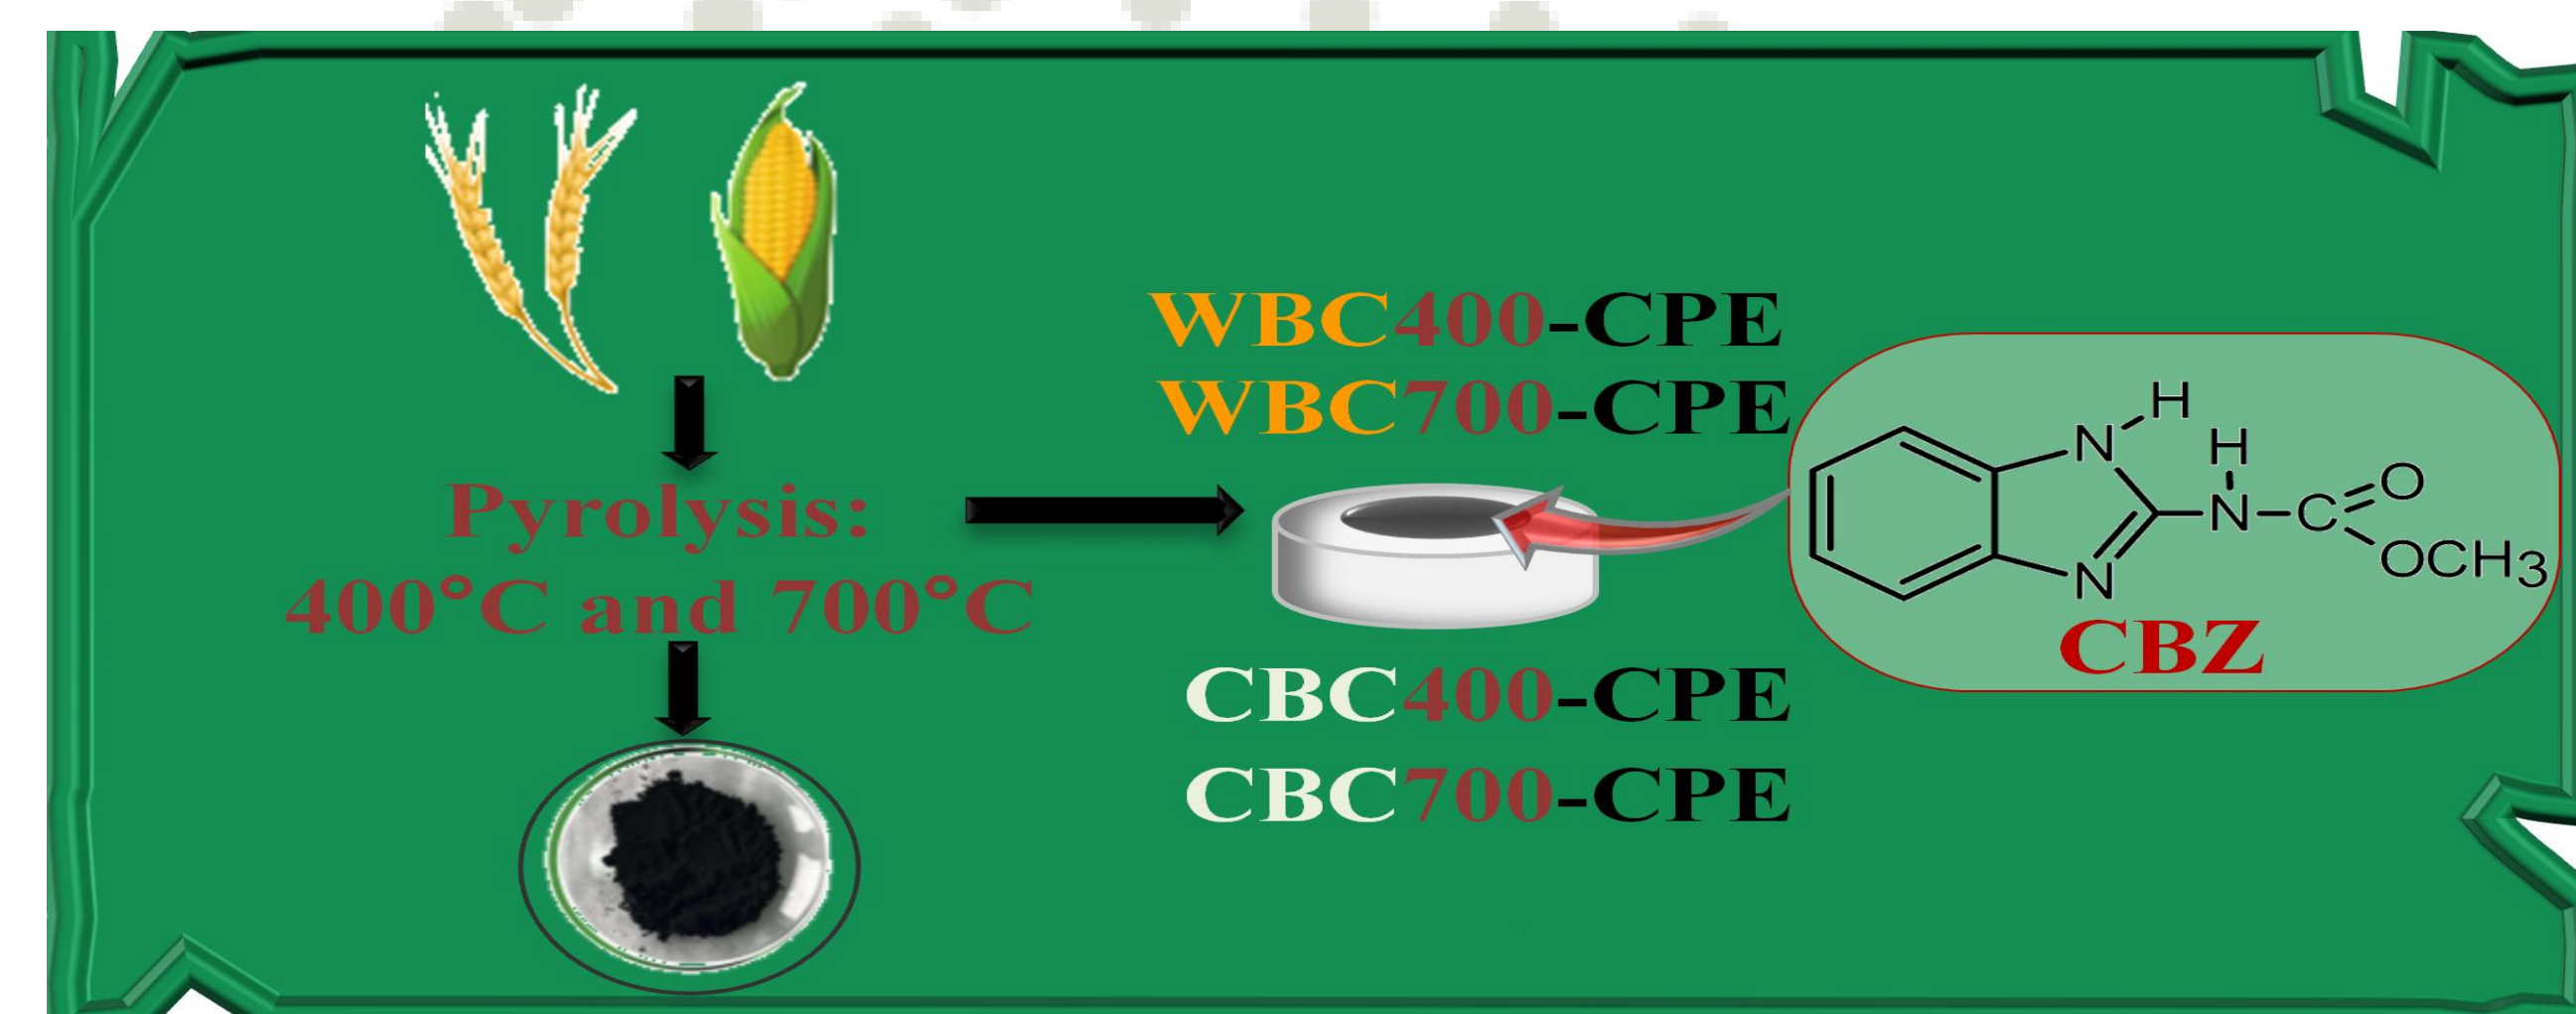 WBC400-CPE
WBC700-CPE
Pyrolysis:
400°C and 700°C
CBC400-CPE
CBC700-CPE
H
N
H
N
N
C
O
OCH3
CBZ